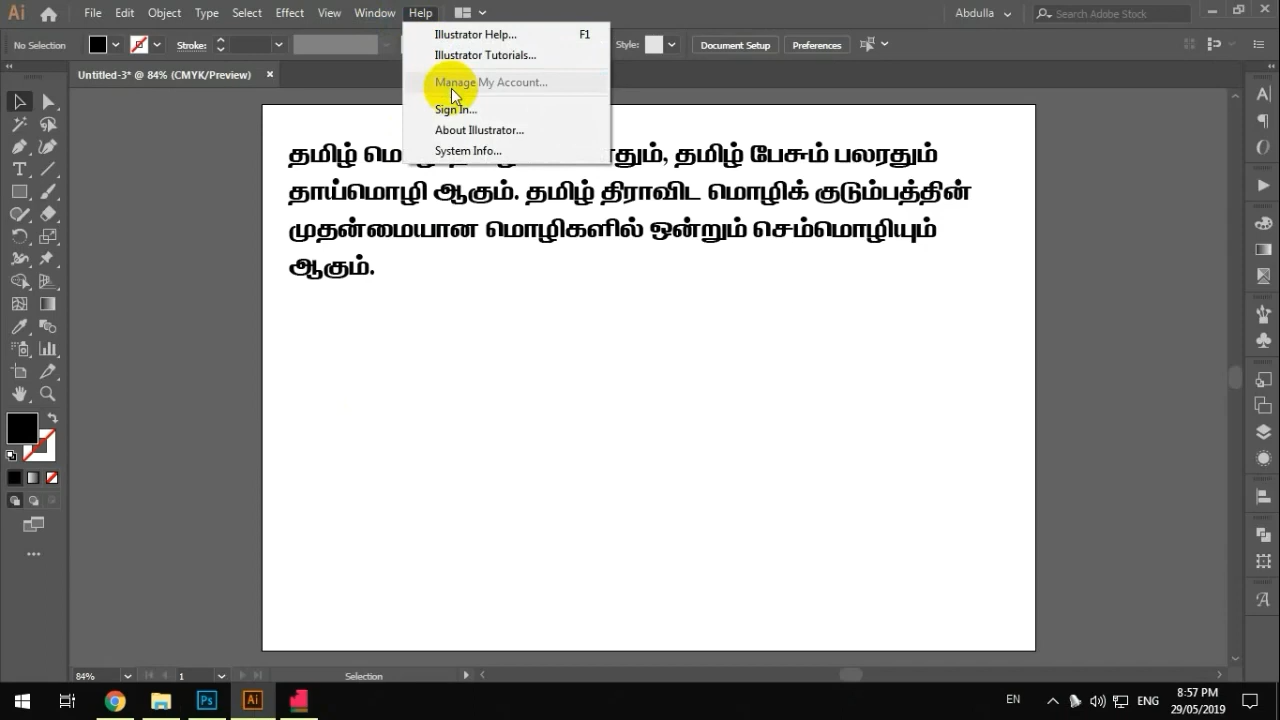 File Edit Object Type Select Effect View Window Help Abdulla Search Adobe Stock
No Selection Stroke: Style: Document Setup Preferences
Illustrator Help... F1
Illustrator Tutorials...
Manage My Account...
Sign In...
About Illustrator...
System Info...
Untitled-3* @ 84% (CMYK/Preview)
தமிழ் பேசும் பலரதும்
தாய்மொழி ஆகும். தமிழ் திராவிட மொழிக் குடும்பத்தின்
முதன்மையான மொழிகளில் ஒன்றும் செம்மொழியும்
ஆகும்.
84% 1 Selection
EN ENG 8:57 PM
29/05/2019